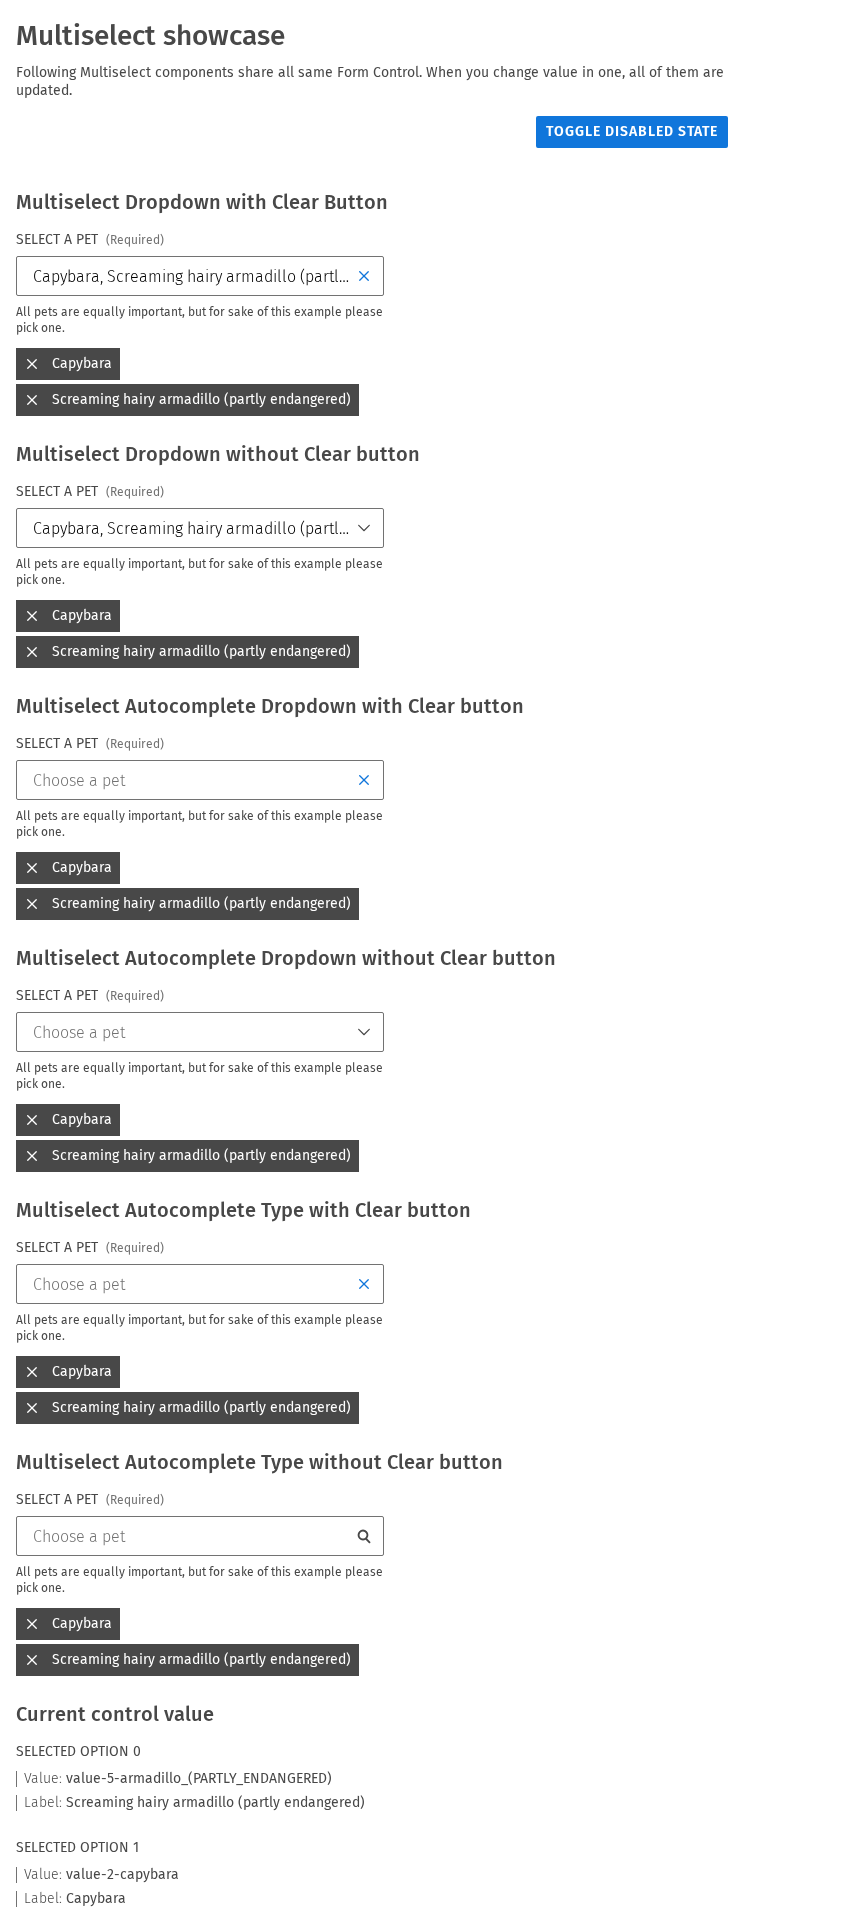 Multiselect showcase
Following Multiselect components share all same Form Control. When you change value in one, all of them are
updated.
TOGGLE DISABLED STATE
Multiselect Dropdown with Clear Button
SELECT A PET (Required)
Capybara, Screaming hairy armadillo (partl...
All pets are equally important, but for sake of this example please
pick one.
Capybara
Screaming hairy armadillo (partly endangered)
Multiselect Dropdown without Clear button
SELECT A PET (Required)
Capybara, Screaming hairy armadillo (partl...
All pets are equally important, but for sake of this example please
pick one.
Capybara
Screaming hairy armadillo (partly endangered)
Multiselect Autocomplete Dropdown with Clear button
SELECT A PET (Required)
Choose a pet
All pets are equally important, but for sake of this example please
pick one.
Capybara
Screaming hairy armadillo (partly endangered)
Multiselect Autocomplete Dropdown without Clear button
SELECT A PET (Required)
Choose a pet
All pets are equally important, but for sake of this example please
pick one.
Capybara
Screaming hairy armadillo (partly endangered)
Multiselect Autocomplete Type with Clear button
SELECT A PET (Required)
Choose a pet
All pets are equally important, but for sake of this example please
pick one.
Capybara
Screaming hairy armadillo (partly endangered)
Multiselect Autocomplete Type without Clear button
SELECT A PET (Required)
Choose a pet
All pets are equally important, but for sake of this example please
pick one.
Capybara
Screaming hairy armadillo (partly endangered)
Current control value
SELECTED OPTION 0
Value: value-5-armadillo_(PARTLY_ENDANGERED)
Label: Screaming hairy armadillo (partly endangered)
SELECTED OPTION 1
Value: value-2-capybara
Label: Capybara